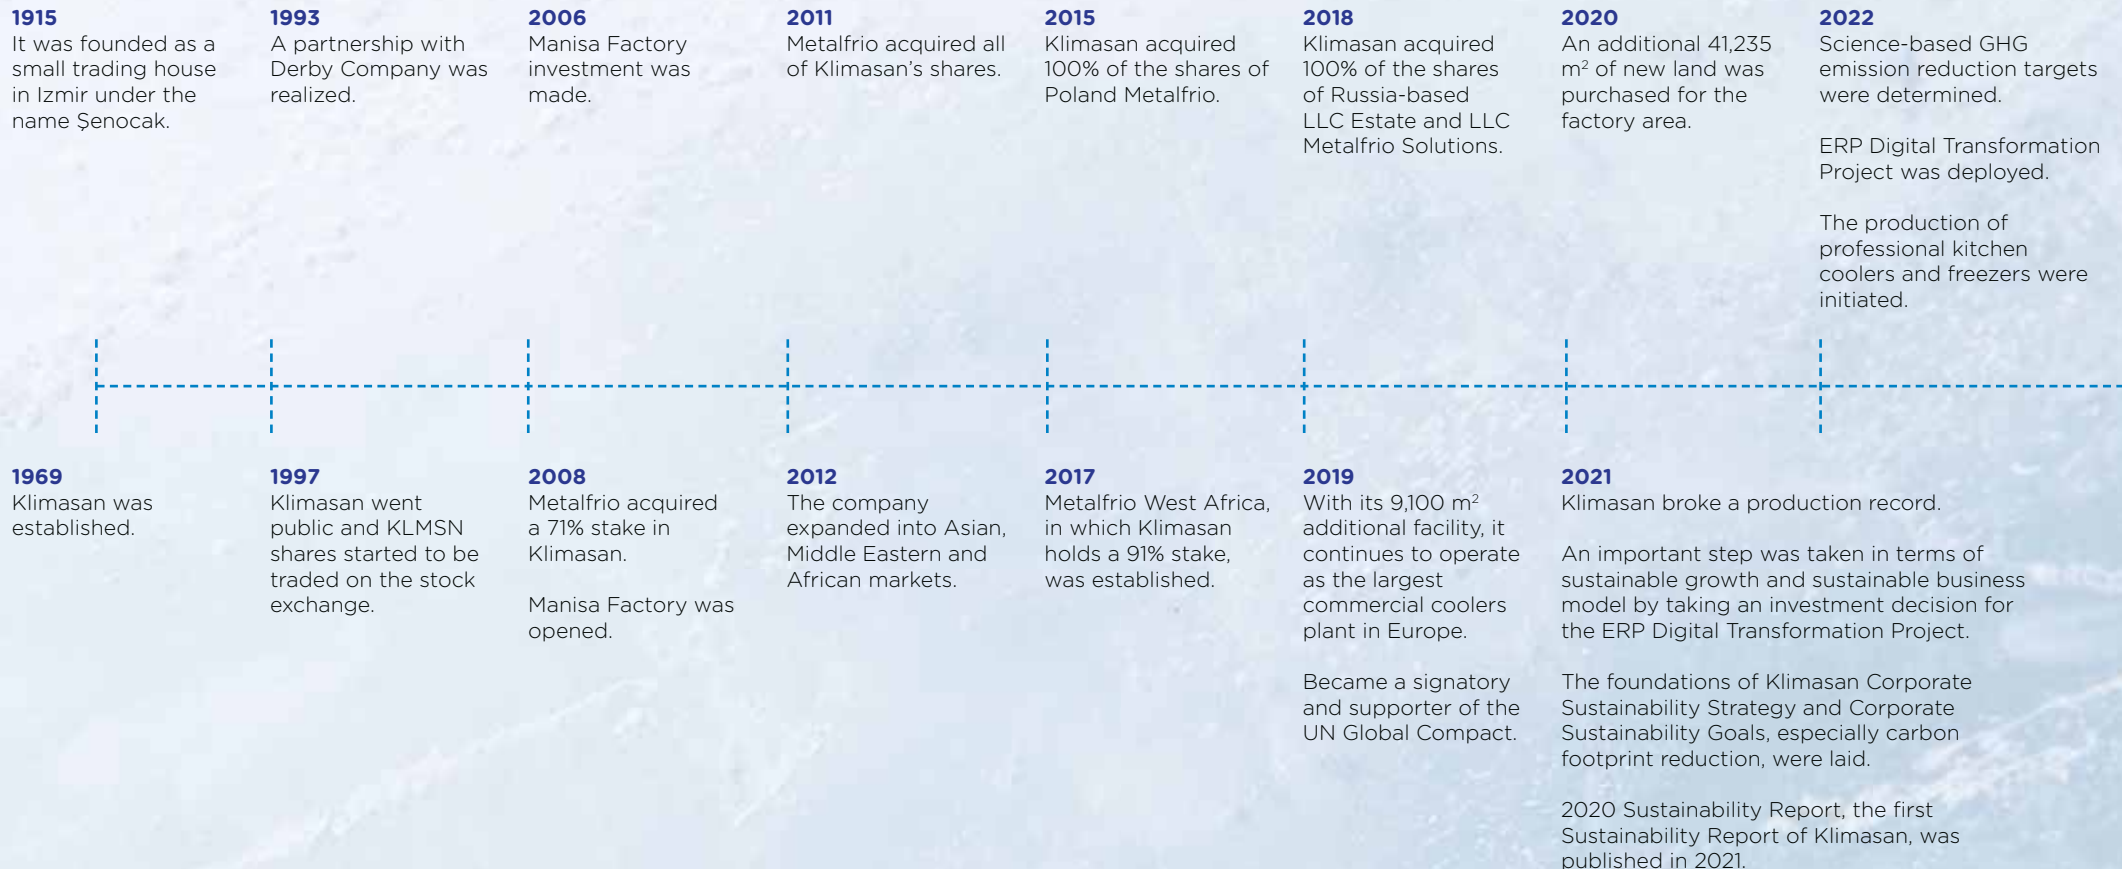 1915
It was founded as a
small trading house
in Izmir under the
name Şenocak.
1993
A partnership with
Derby Company was
realized.
2006
Manisa Factory
investment was
made.
2011
Metalfrio acquired all
of Klimasan's shares.
2015
Klimasan acquired
100% of the shares of
Poland Metalfrio.
2018
Klimasan acquired
100% of the shares
of Russia-based
LLC Estate and LLC
Metalfrio Solutions.
2020
An additional 41,235
m² of new land was
purchased for the
factory area.
2022
Science-based GHG
emission reduction targets
were determined.
ERP Digital Transformation
Project was deployed.
The production of
professional kitchen
coolers and freezers were
initiated.
1969
Klimasan was
established.
1997
Klimasan went
public and KLMSN
shares started to be
traded on the stock
exchange.
2008
Metalfrio acquired
a 71% stake in
Klimasan.
Manisa Factory was
opened.
2012
The company
expanded into Asian,
Middle Eastern and
African markets.
2017
Metalfrio West Africa,
in which Klimasan
holds a 91% stake,
was established.
2019
With its 9,100 m²
additional facility, it
continues to operate
as the largest
commercial coolers
plant in Europe.
Became a signatory
and supporter of the
UN Global Compact.
2021
Klimasan broke a production record.
An important step was taken in terms of
sustainable growth and sustainable business
model by taking an investment decision for
the ERP Digital Transformation Project.
The foundations of Klimasan Corporate
Sustainability Strategy and Corporate
Sustainability Goals, especially carbon
footprint reduction, were laid.
2020 Sustainability Report, the first
Sustainability Report of Klimasan, was
published in 2021.